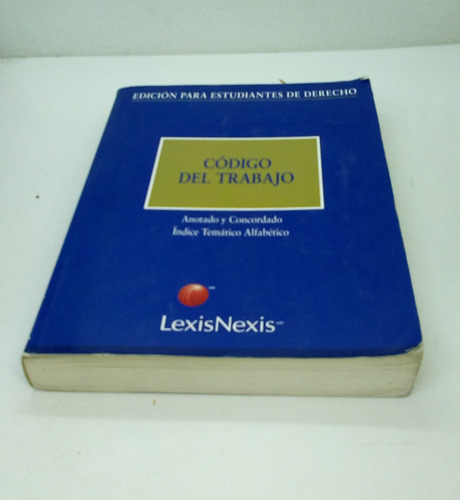 EDICIÓN PARA ESTUDIANTES DE DERECHO
CÓDIGO
DEL TRABAJO
Anotado y Concordado
Índice Temático Alfabético
LexisNexis